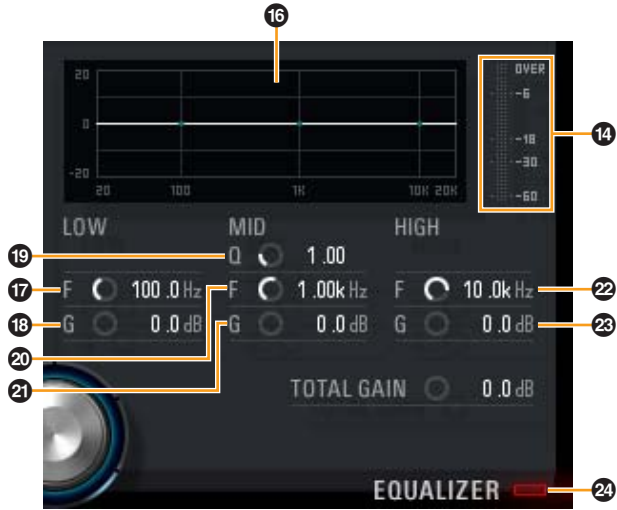 16
20
OVER
-6
0
-18
14
-30
-20
-60
20 100 1K 10K 20K
LOW MID HIGH
19 Q 1.00
17 F 100.0 Hz F 1.00k Hz F 10.0k Hz 22
18 G 0.0 dB G 0.0 dB G 0.0 dB 23
20
21
TOTAL GAIN 0.0 dB
EQUALIZER 24